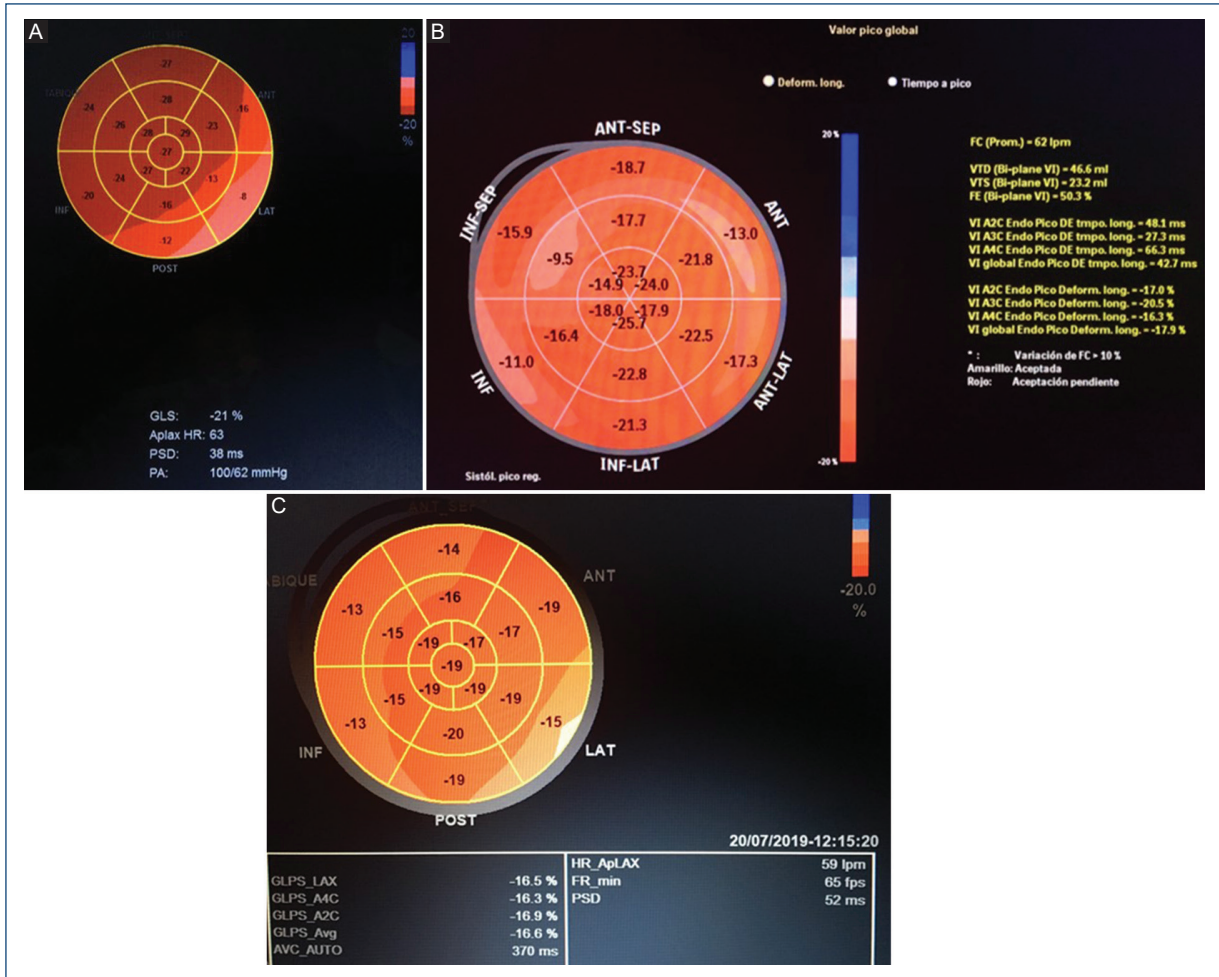 A
20
-20
%
ANT
-27
-24
-16
-28
-26
-23
-28
-29
-27
-27
-22
-24
-13
-20
-8
-16
-12
INF
LAT
POST
GLS: -21 %
Aplax HR: 63
PSD: 38 ms
PA: 100/62 mmHg
B
Valor pico global
Deform. long.
Tiempo a pico
ANT-SEP
INF-SEP
ANT
INF
ANT-LAT
INF-LAT
-18.7
-15.9
-13.0
-17.7
-9.5
-21.8
-23.7
-14.9
-24.0
-18.0
-17.9
-25.7
-16.4
-22.5
-11.0
-17.3
-22.8
-21.3
20 %
-20 %
Sistól. pico reg.
FC (Prom.) = 62 lpm
VTD (Bi-plane VI) = 46.6 ml
VTS (Bi-plane VI) = 23.2 ml
FE (Bi-plane VI) = 50.3 %
VI A2C Endo Pico DE tmpo. long. = 48.1 ms
VI A3C Endo Pico DE tmpo. long. = 27.3 ms
VI A4C Endo Pico DE tmpo. long. = 66.3 ms
VI global Endo Pico DE tmpo. long. = 42.7 ms
VI A2C Endo Pico Deform. long. = -17.0 %
VI A3C Endo Pico Deform. long. = -20.5 %
VI A4C Endo Pico Deform. long. = -16.3 %
VI global Endo Pico Deform. long. = -17.9 %
* : Variación de FC > 10 %
Amarillo: Aceptada
Rojo: Aceptación pendiente
C
ANT_SEP
ABIQUE
ANT
-14
-13
-19
-16
-15
-17
-19
-17
-19
-19
-19
-15
-19
-13
-15
-20
-19
INF
LAT
POST
-20.0
%
20/07/2019-12:15:20
GLPS_LAX -16.5 %
GLPS_A4C -16.3 %
GLPS_A2C -16.9 %
GLPS_Avg -16.6 %
AVC_AUTO 370 ms
HR_ApLAX 59 lpm
FR_min 65 fps
PSD 52 ms